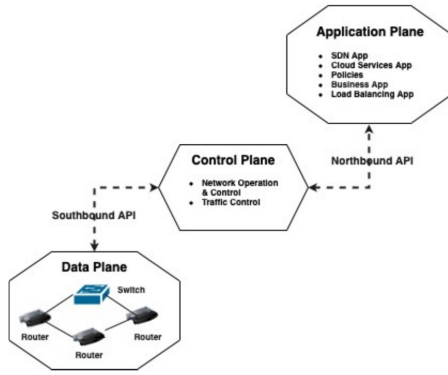 Application Plane
SDN App
Cloud Services App
Policies
Business App
Load Balancing App
Northbound API
Control Plane
Network Operation
& Control
Traffic Control
Southbound API
Data Plane
Switch
Router
Router
Router